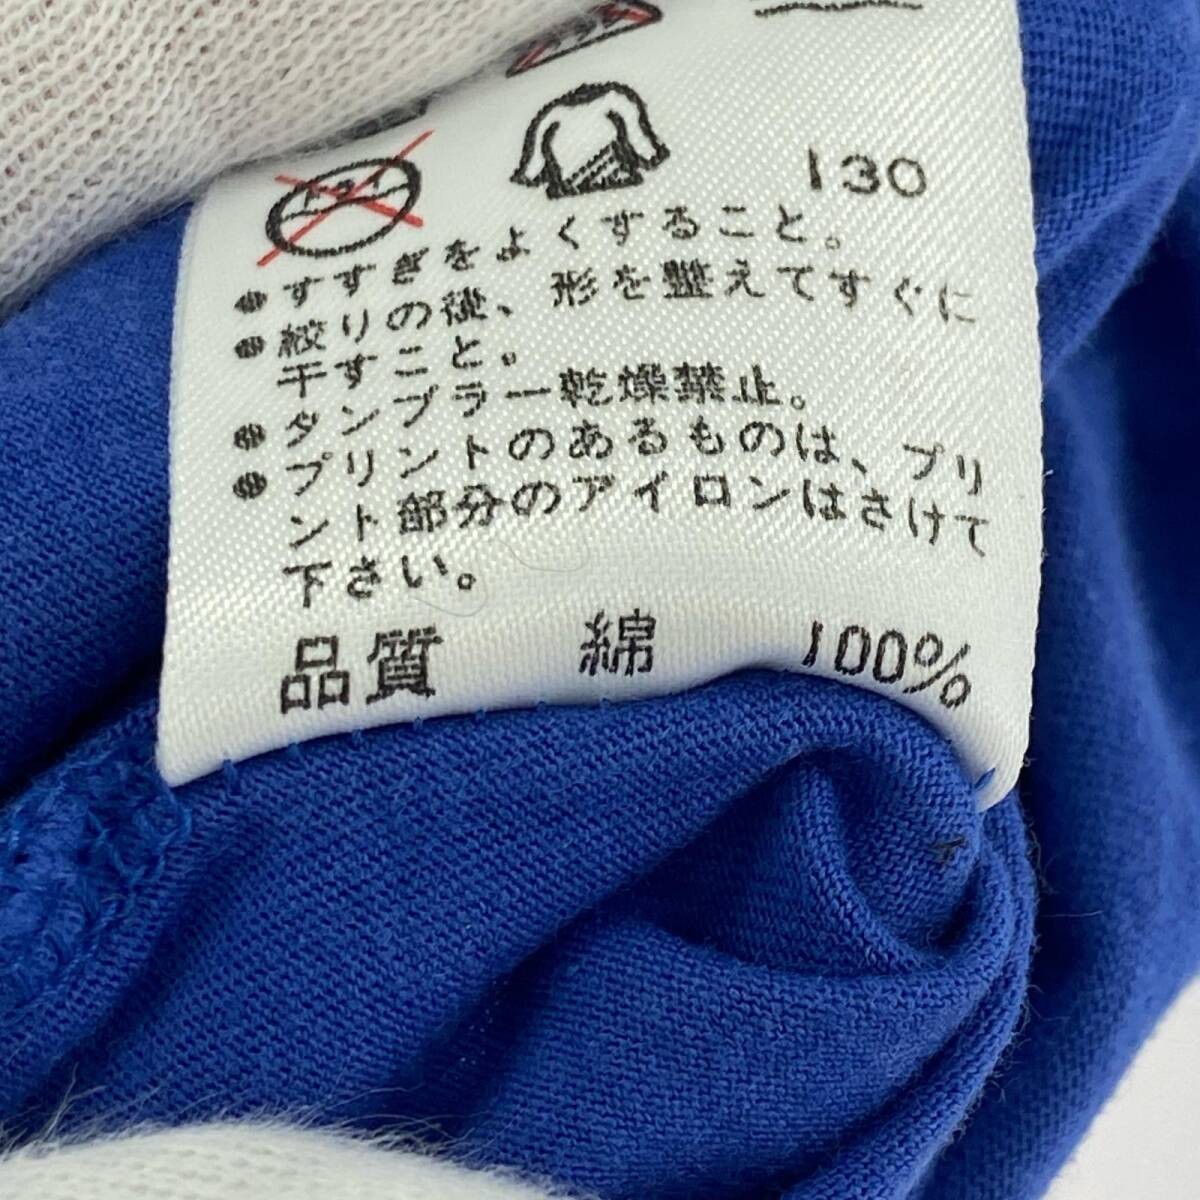 ドライ
130
●すすぎをよくすること。
●絞りの後、形を整えてすぐに
干すこと。
●タンブラー乾燥禁止。
●プリントのあるものは、プリ
ント部分のアイロンはさけて
下さい。
品質 綿 100%